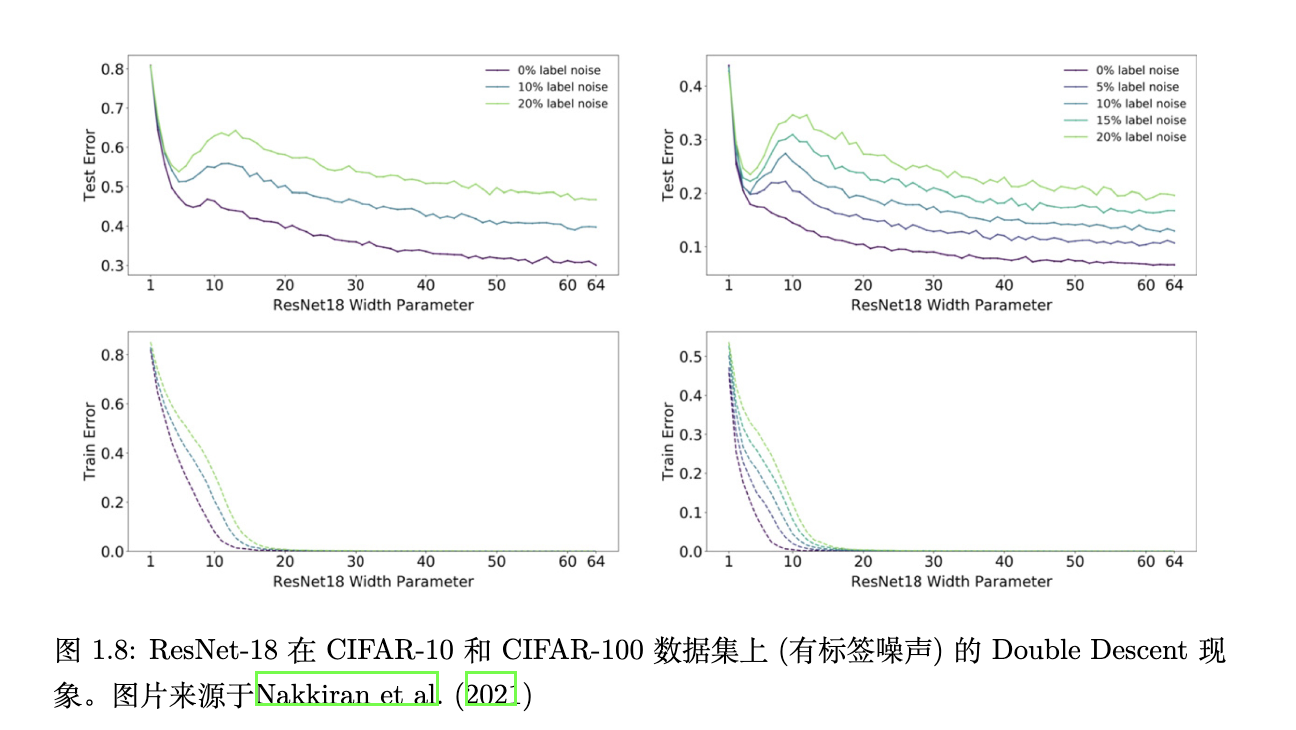 0.8
0.7
0.6
0.5
0.4
0.3
Test Error
0% label noise
10% label noise
20% label noise
1 10 20 30 40 50 60 64
ResNet18 Width Parameter
0.4
0.3
0.2
0.1
Test Error
0% label noise
5% label noise
10% label noise
15% label noise
20% label noise
1 10 20 30 40 50 60 64
ResNet18 Width Parameter
0.8
0.6
0.4
0.2
0.0
Train Error
1 10 20 30 40 50 60 64
ResNet18 Width Parameter
0.5
0.4
0.3
0.2
0.1
0.0
Train Error
1 10 20 30 40 50 60 64
ResNet18 Width Parameter
图 1.8: ResNet-18 在 CIFAR-10 和 CIFAR-100 数据集上 (有标签噪声) 的 Double Descent 现
象。图片来源于Nakkiran et al. (2021)